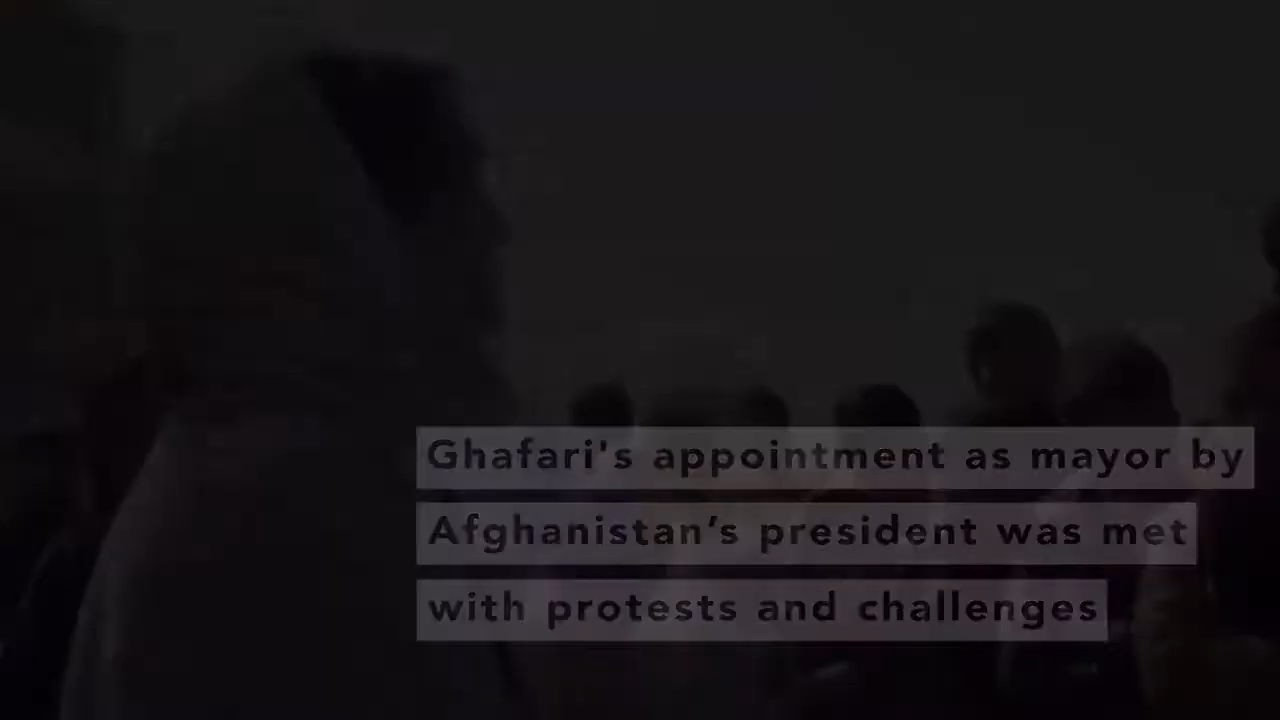 Ghafari's appointment as mayor by
Afghanistan’s president was met
with protests and challenges